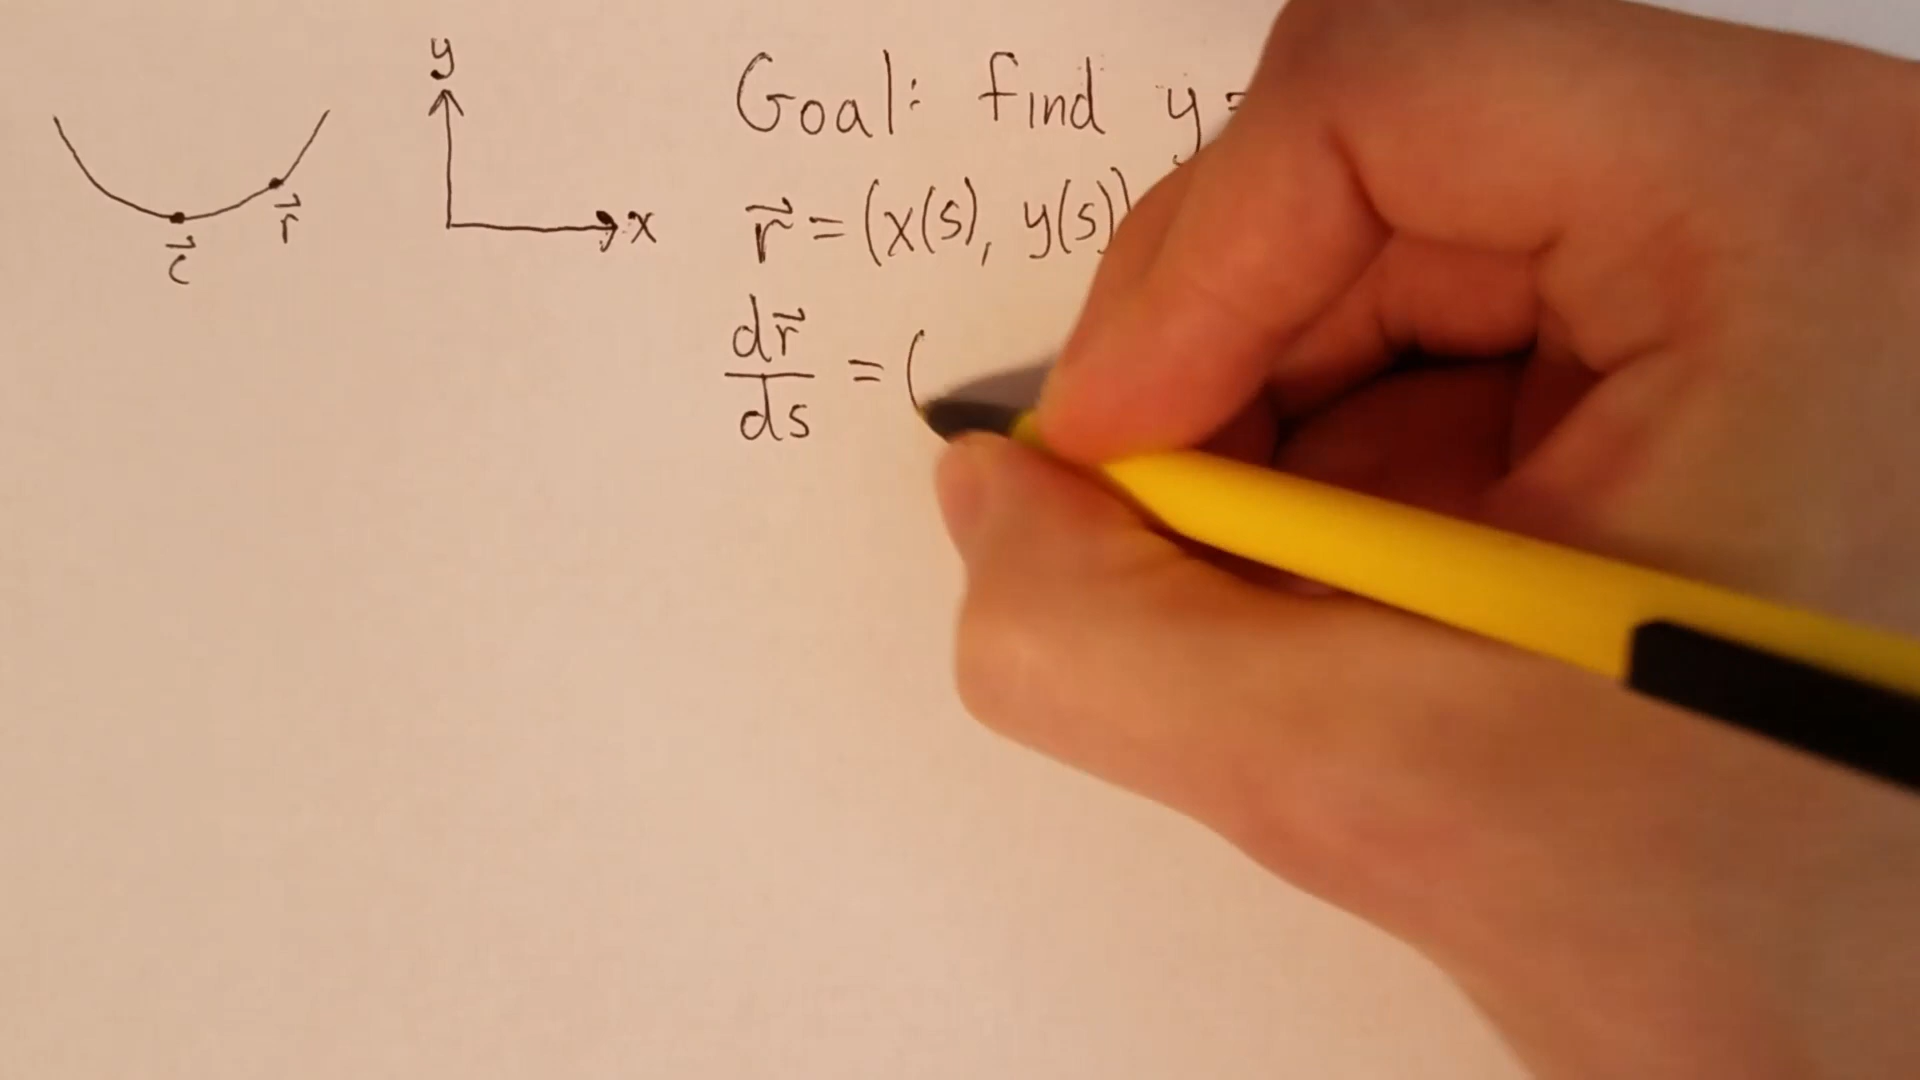 y
x
c⃗
r⃗
Goal: find y =
r⃗ = (x(s), y(s))
dr⃗/ds = (